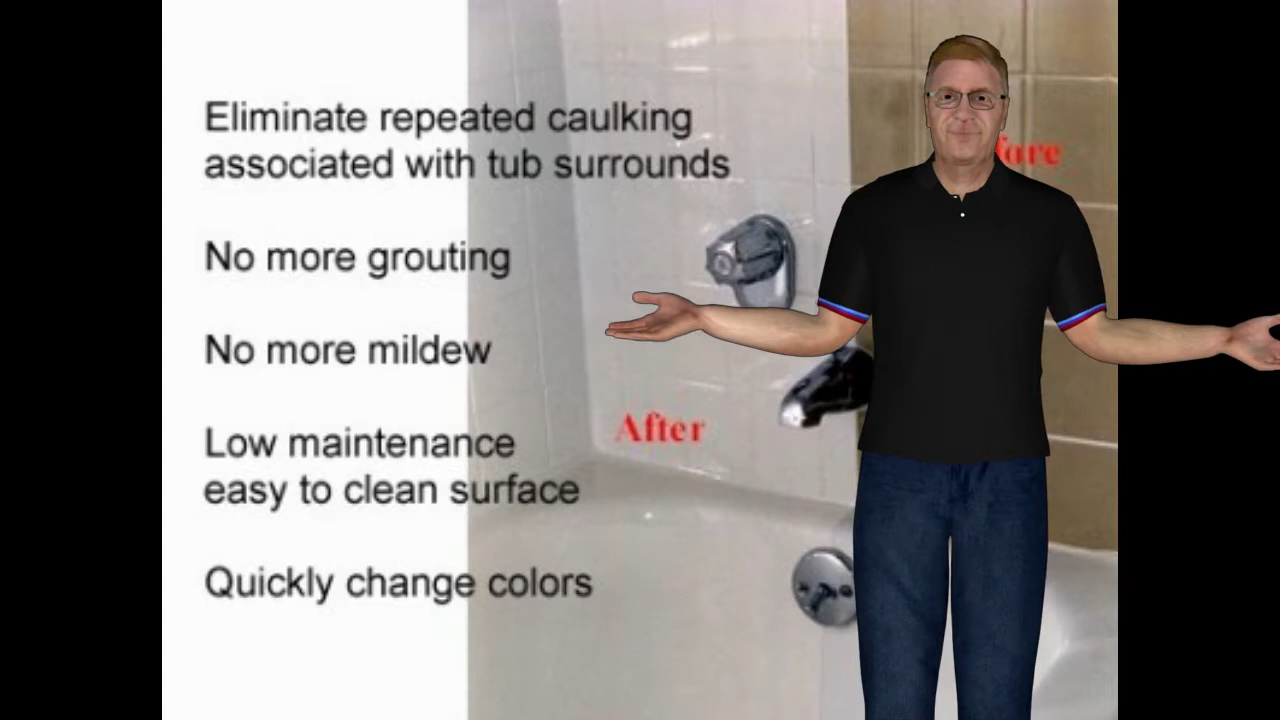 Eliminate repeated caulking
associated with tub surrounds
No more grouting
No more mildew
Low maintenance
easy to clean surface
Quickly change colors
After